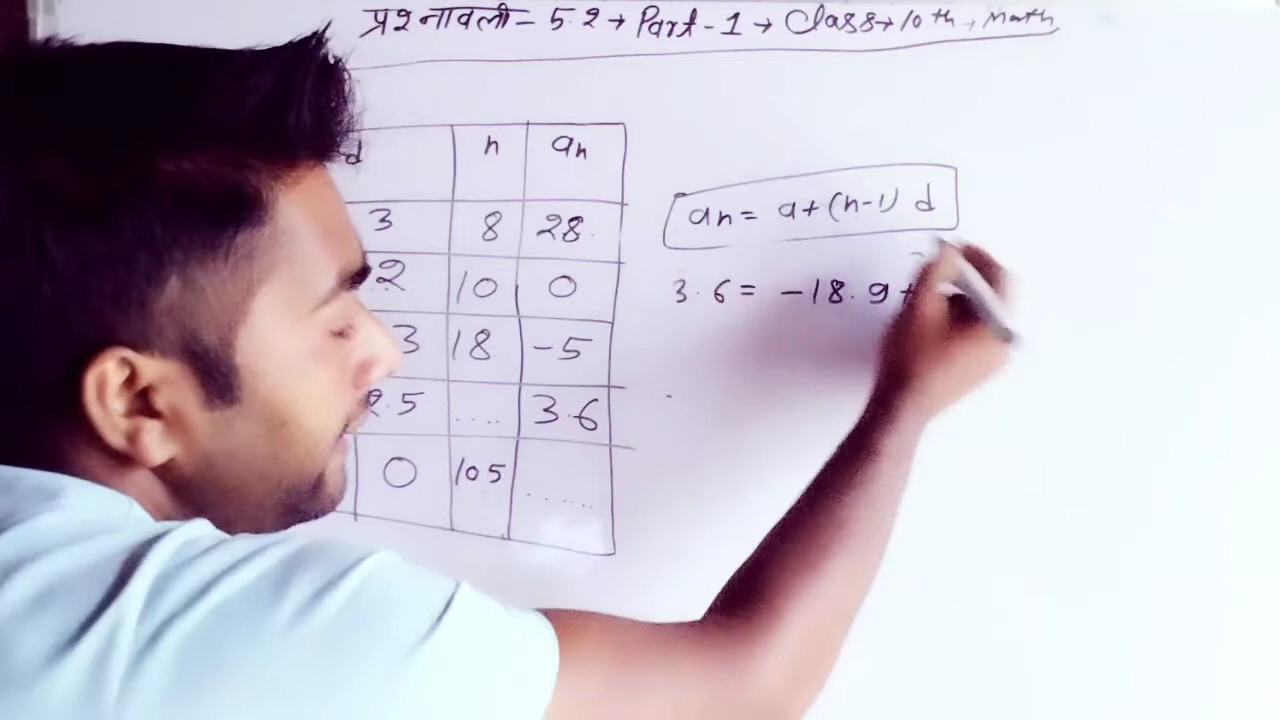 प्रश्नावली - 5.2 → Part - 1 → Class → 10th, Math
d n an
3 8 28
2 10 0
3 18 -5
2.5 .... 3.6
0 105 ......
an = a+(n-1) d
3.6 = -18.9 +